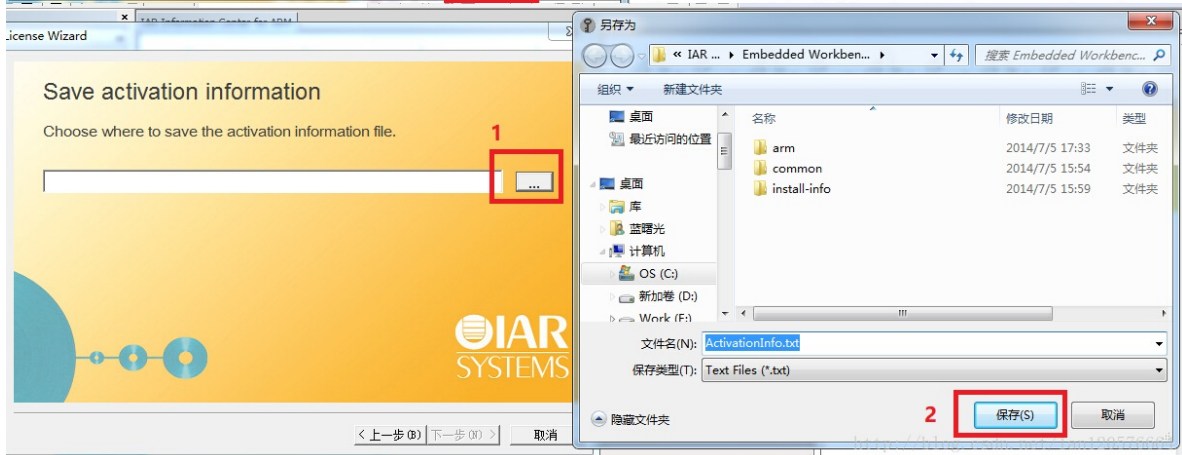 IAR Information Center for ARM
License Wizard
Save activation information
Choose where to save the activation information file.
1
...
IAR
SYSTEMS
< 上一步(B)
下一步(N) >
取消
另存为
« IAR ... ▸ Embedded Workben... ▸
搜索 Embedded Workbenc...
组织
新建文件夹
桌面
最近访问的位置
桌面
库
蓝曙光
计算机
OS (C:)
新加卷 (D:)
Work (E:)
名称 修改日期 类型
arm 2014/7/5 17:33 文件夹
common 2014/7/5 15:54 文件夹
install-info 2014/7/5 15:59 文件夹
文件名(N): ActivationInfo.txt
保存类型(T): Text Files (*.txt)
隐藏文件夹
2
保存(S)
取消